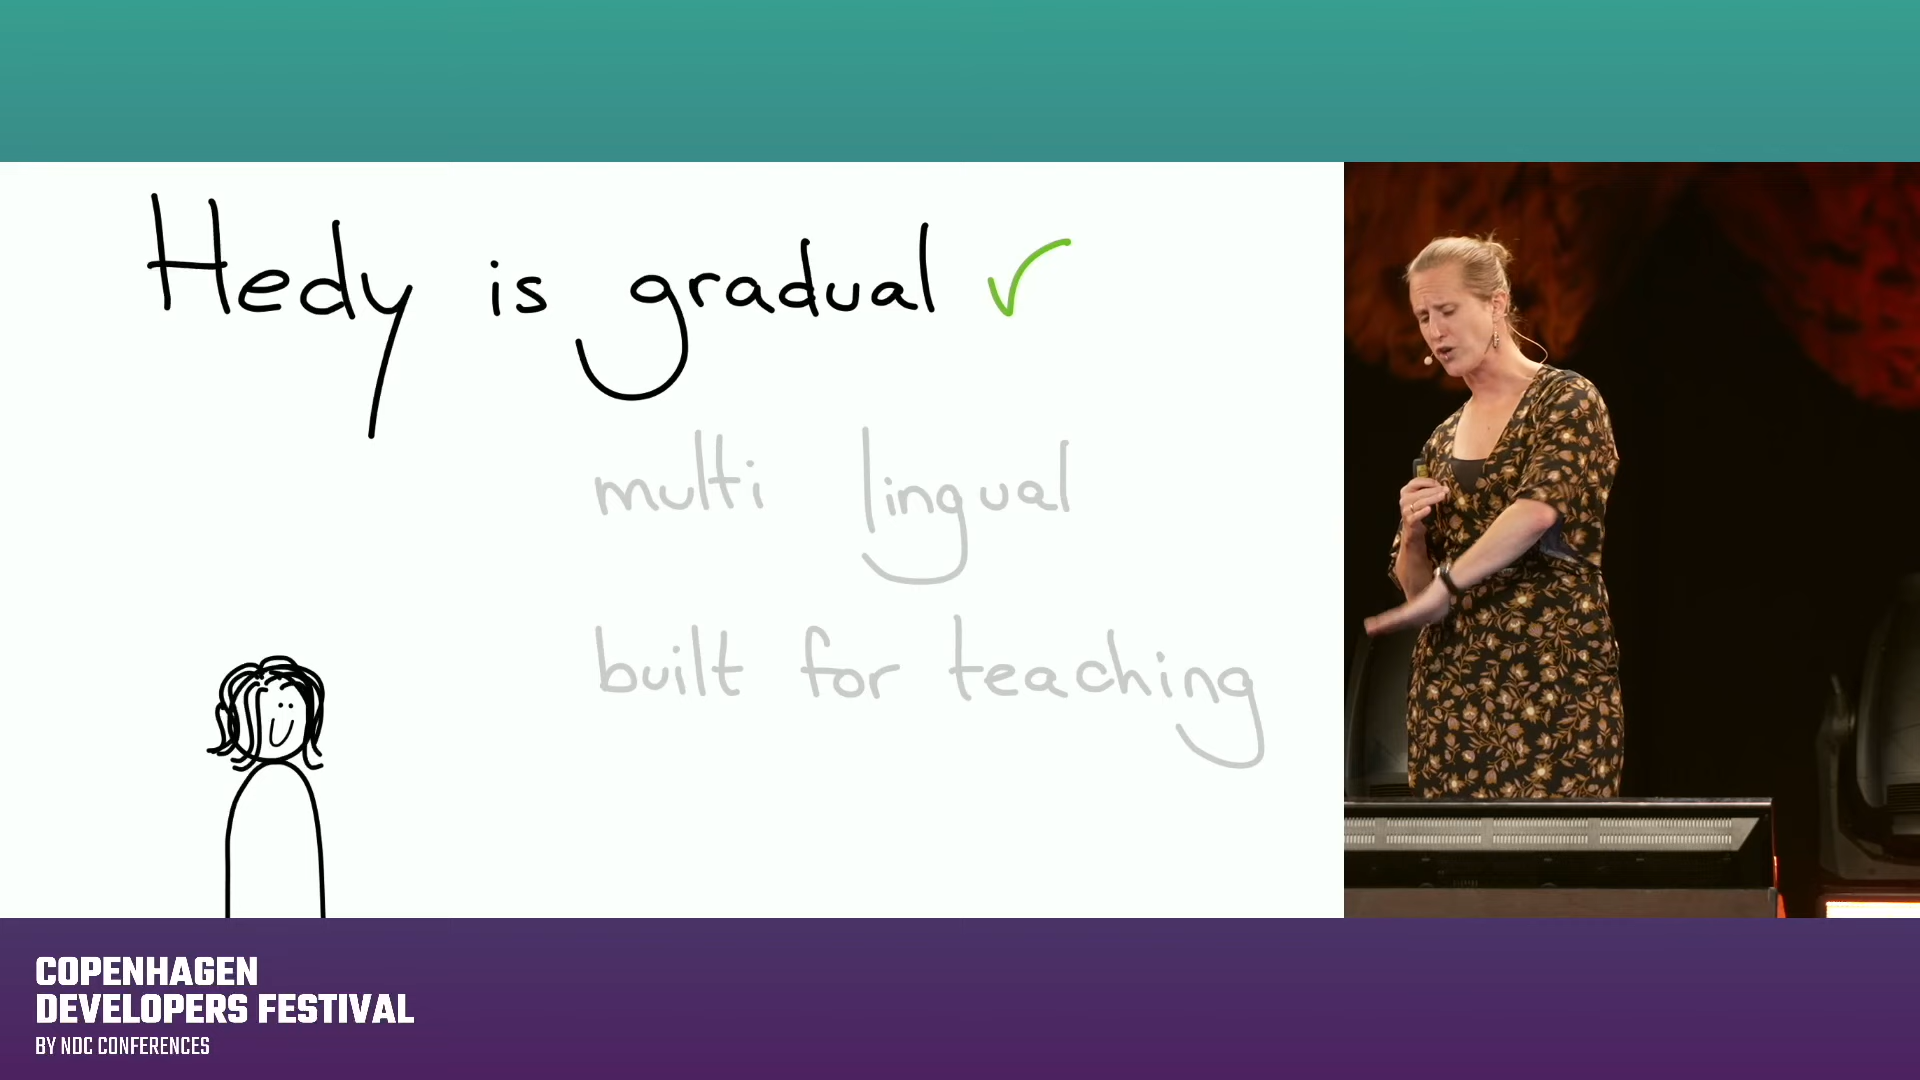 Hedy is gradual ✓
multi lingual
built for teaching
COPENHAGEN
DEVELOPERS FESTIVAL
BY NDC CONFERENCES